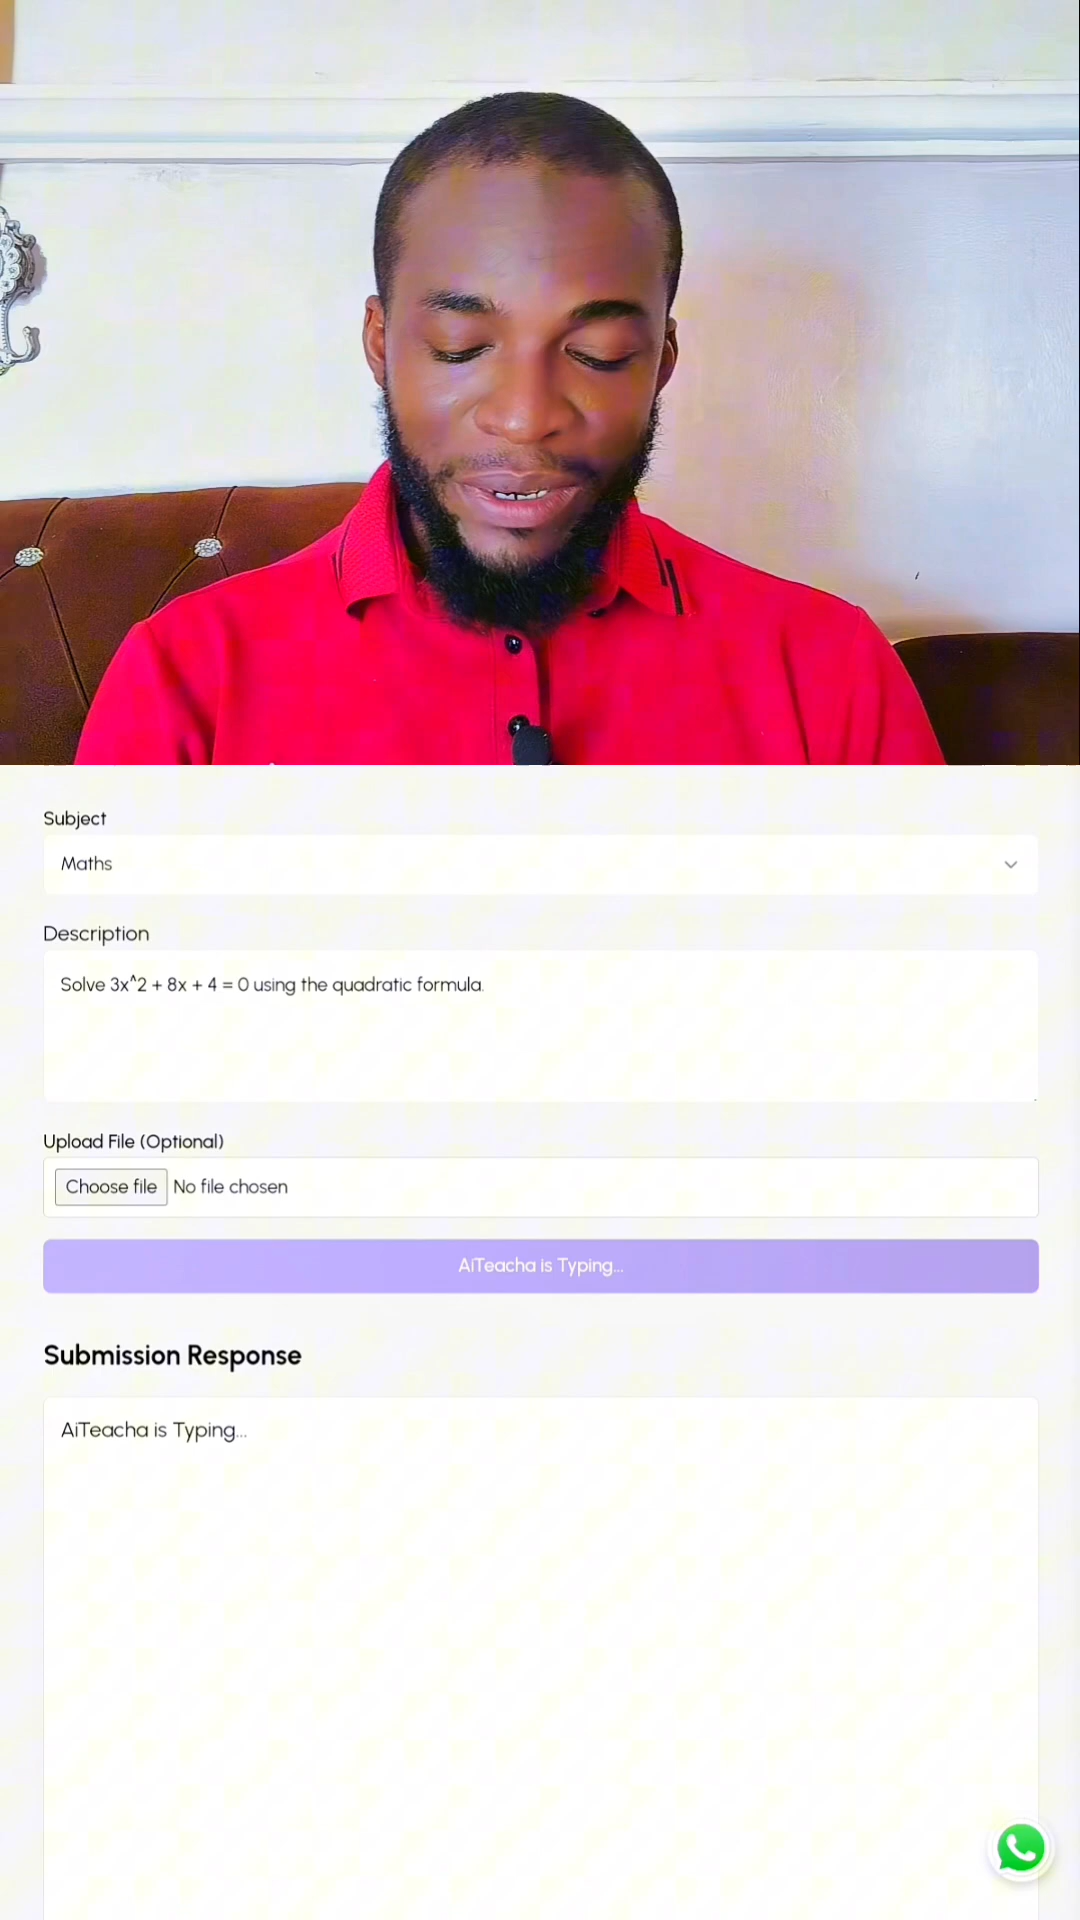 Subject
Maths
Description
Solve 3x^2 + 8x + 4 = 0 using the quadratic formula.
Upload File (Optional)
Choose file No file chosen
AiTeacha is Typing...
Submission Response
AiTeacha is Typing...